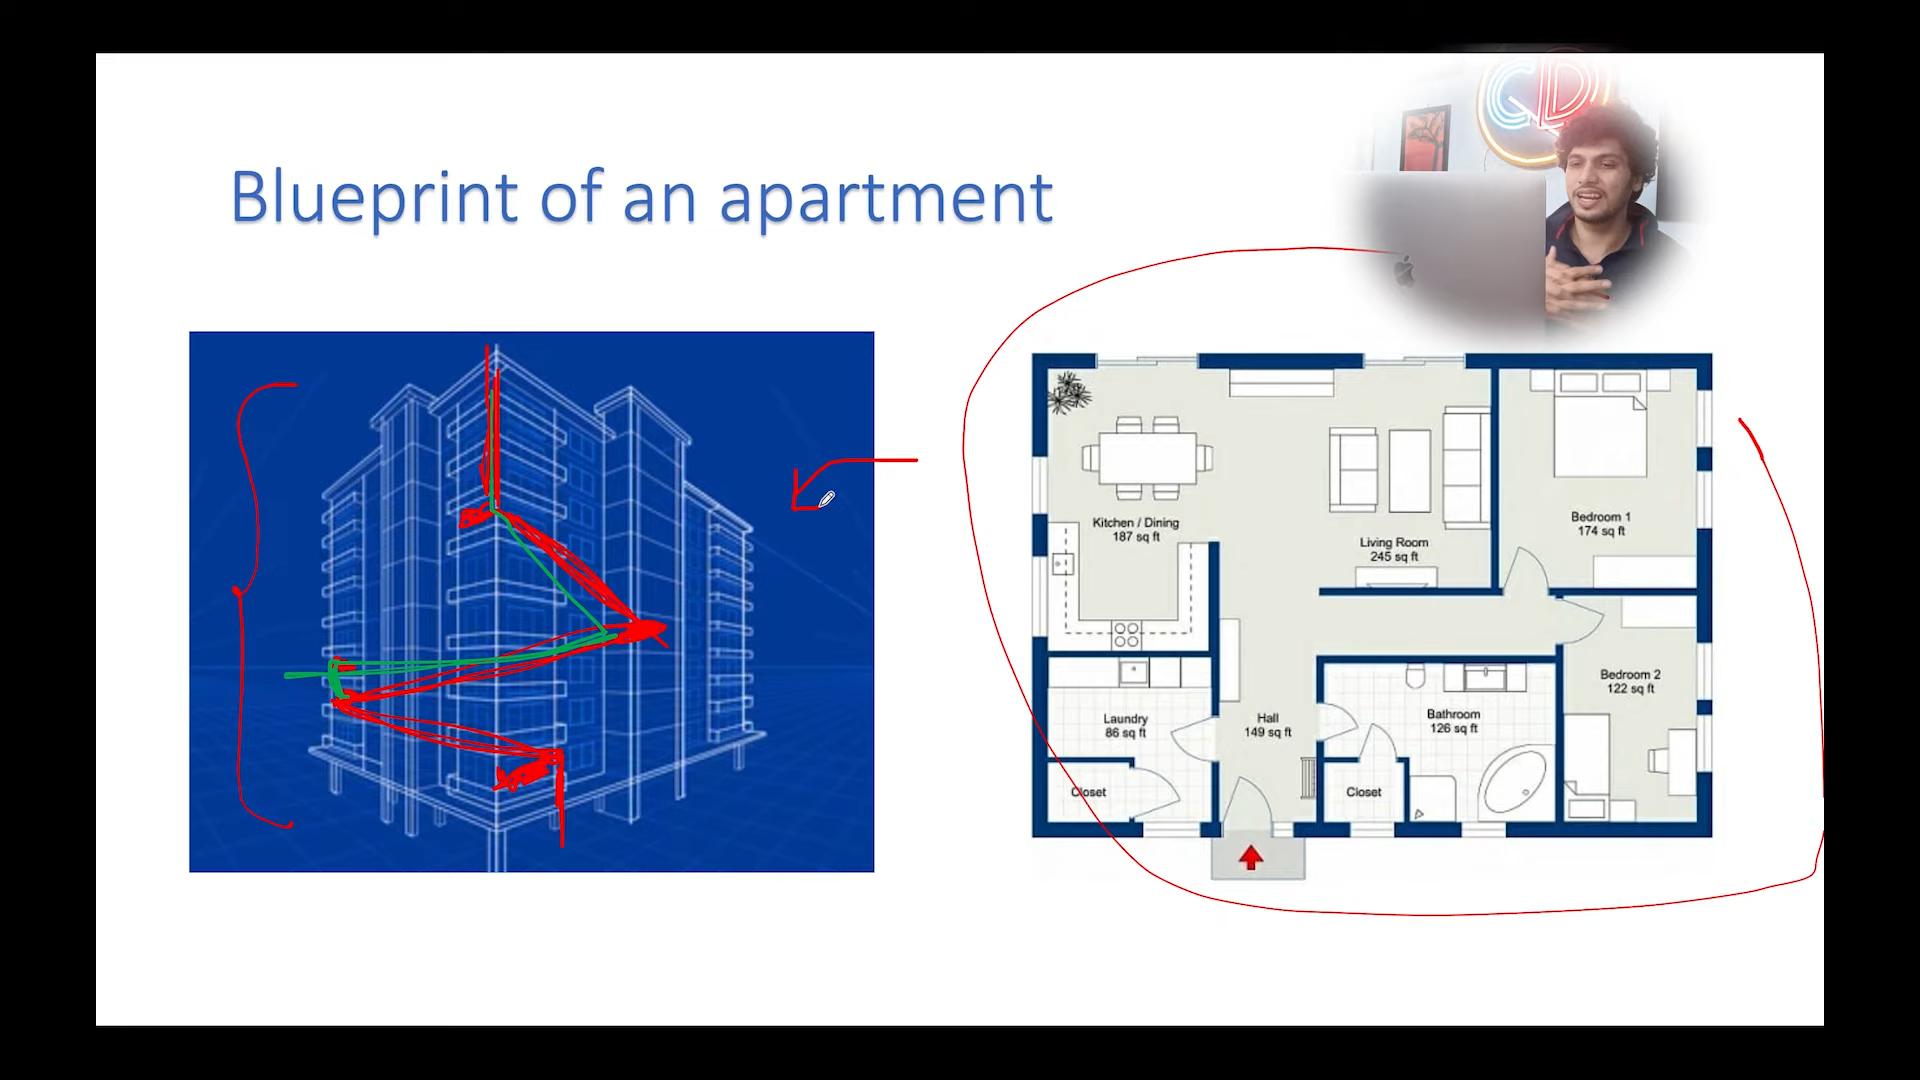 CD
Blueprint of an apartment
Kitchen / Dining
187 sq ft
Living Room
245 sq ft
Bedroom 1
174 sq ft
Bedroom 2
122 sq ft
Laundry
86 sq ft
Hall
149 sq ft
Bathroom
126 sq ft
Closet
Closet